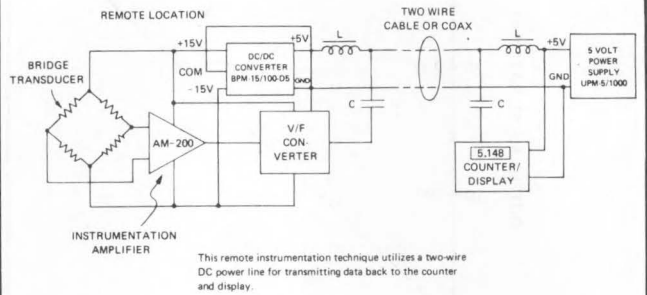 REMOTE LOCATION
TWO WIRE
CABLE OR COAX
L
L
+15V
+5V
+5V
DC/DC
CONVERTER
BPM-15/100-D5
5 VOLT
POWER
SUPPLY
UPM-5/1000
BRIDGE
TRANSDUCER
COM
-15V
GND
GND
C
C
AM-200
V/F
CON-
VERTER
5.148
COUNTER/
DISPLAY
INSTRUMENTATION
AMPLIFIER
This remote instrumentation technique utilizes a two-wire
DC power line for transmitting data back to the counter
and display.